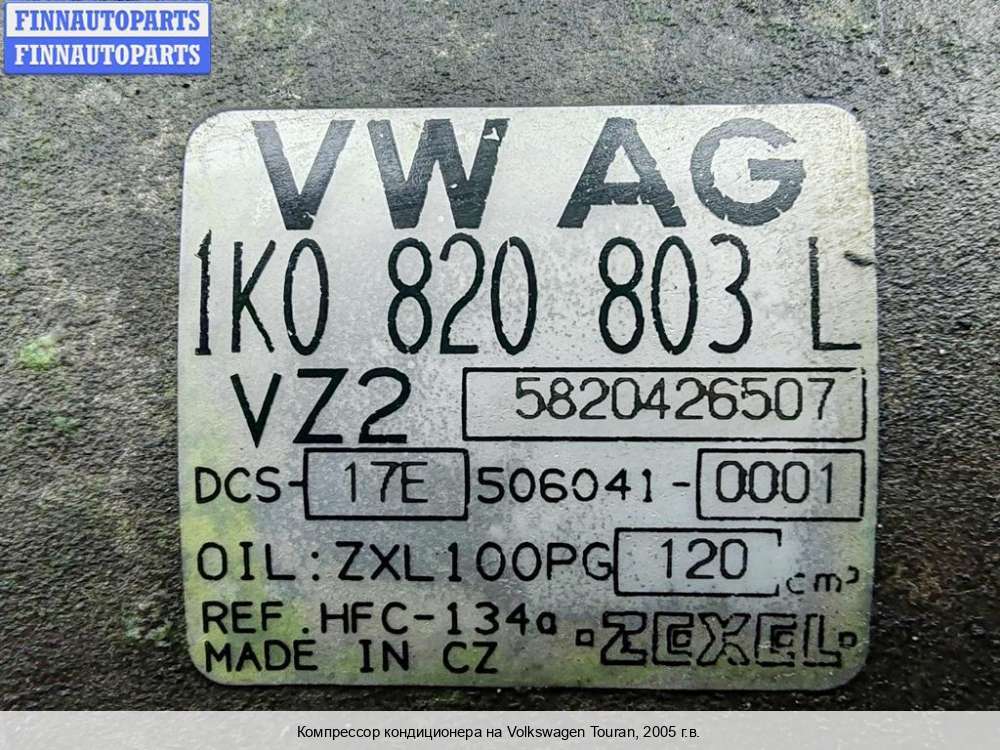 FINNAUTOPARTS
FINNAUTOPARTS
VW AG
1K0 820 803 L
VZ2 5820426507
DCS- 17E 506041- 0001
OIL: ZXL100PG 120 cm³
REF. HFC-134a
MADE IN CZ ZEXEL
Компрессор кондиционера на Volkswagen Touran, 2005 г.в.